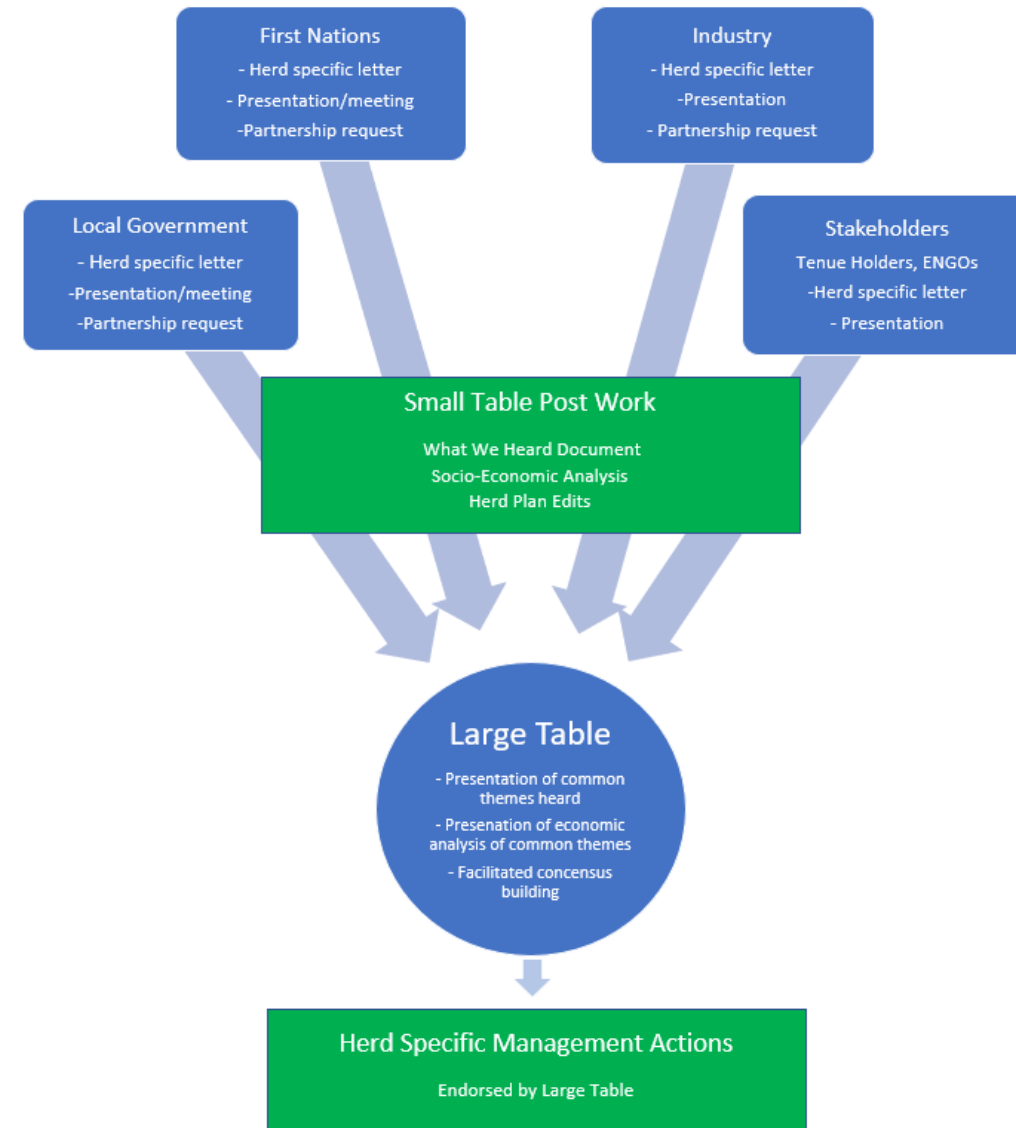 First Nations
- Herd specific letter
- Presentation/meeting
-Partnership request
Industry
- Herd specific letter
-Presentation
- Partnership request
Local Government
- Herd specific letter
-Presentation/meeting
-Partnership request
Stakeholders
Tenue Holders, ENGOs
-Herd specific letter
- Presentation
Small Table Post Work
What We Heard Document
Socio-Economic Analysis
Herd Plan Edits
Large Table
- Presentation of common
themes heard
- Presenation of economic
analysis of common themes
- Facilitated concensus
building
Herd Specific Management Actions
Endorsed by Large Table